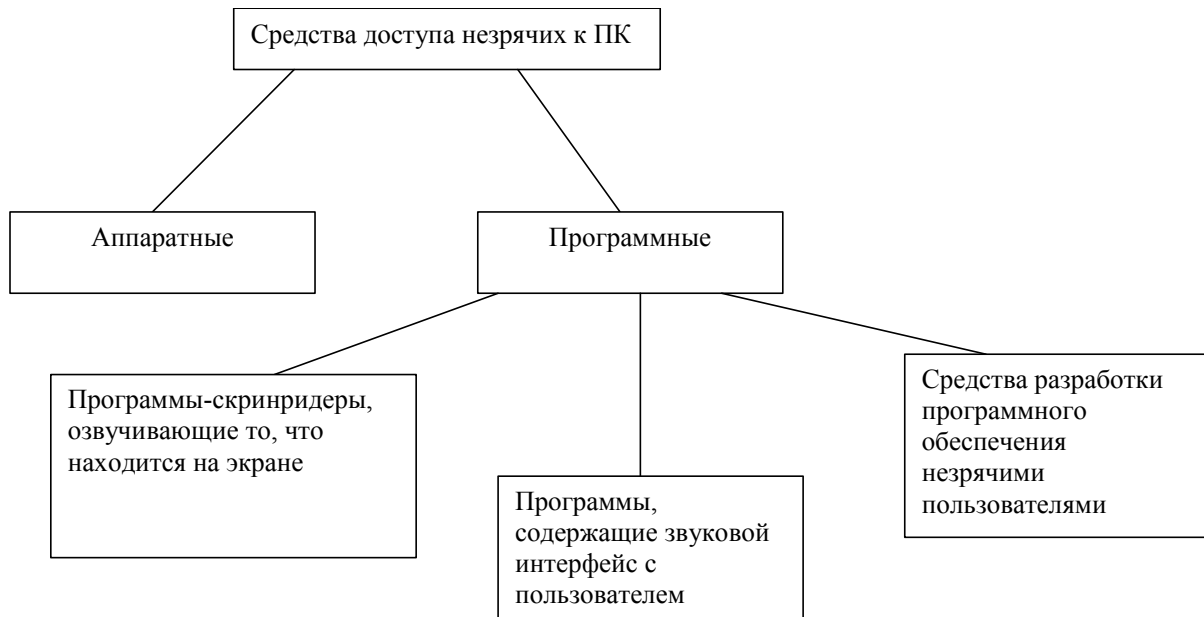 Средства доступа незрячих к ПК
Аппаратные
Программные
Программы-скринридеры,
озвучивающие то, что
находится на экране
Программы,
содержащие звуковой
интерфейс с
пользователем
Средства разработки
программного
обеспечения
незрячими
пользователями